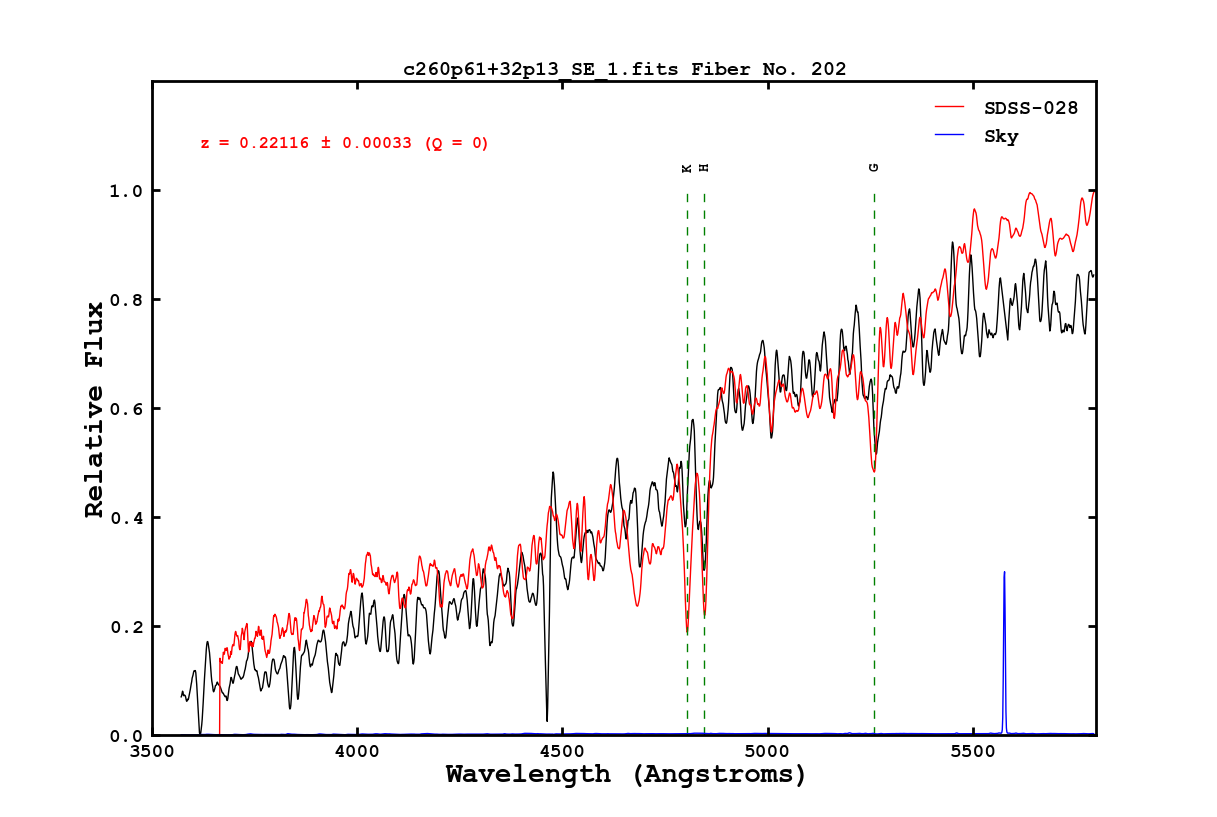 c260p61+32p13_SE_1.fits Fiber No. 202
SDSS-028
Sky
z = 0.22116 ± 0.00033 (Q = 0)
K
H
G
1.0
0.8
0.6
0.4
0.2
0.0
Relative Flux
3500
4000
4500
5000
5500
Wavelength (Angstroms)